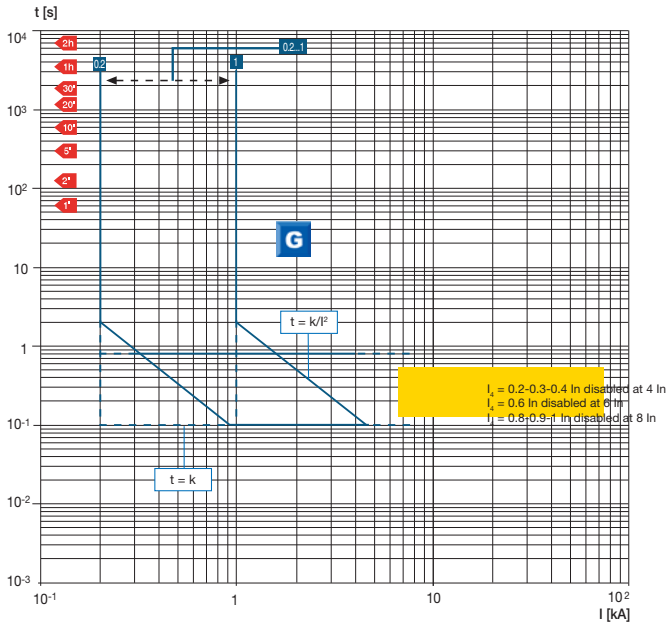 t [s]
10⁴
2h
0.2...1
1h
0.2
1
30'
20'
10³
10'
5'
10²
2'
1'
G
10
t = k/I²
1
I₄ = 0.2-0.3-0.4 In disabled at 4 In
I₄ = 0.6 In disabled at 6 In
I₄ = 0.8-0.9-1 In disabled at 8 In
10⁻¹
t = k
10⁻²
10⁻³
10⁻¹
1
10
10²
I [kA]